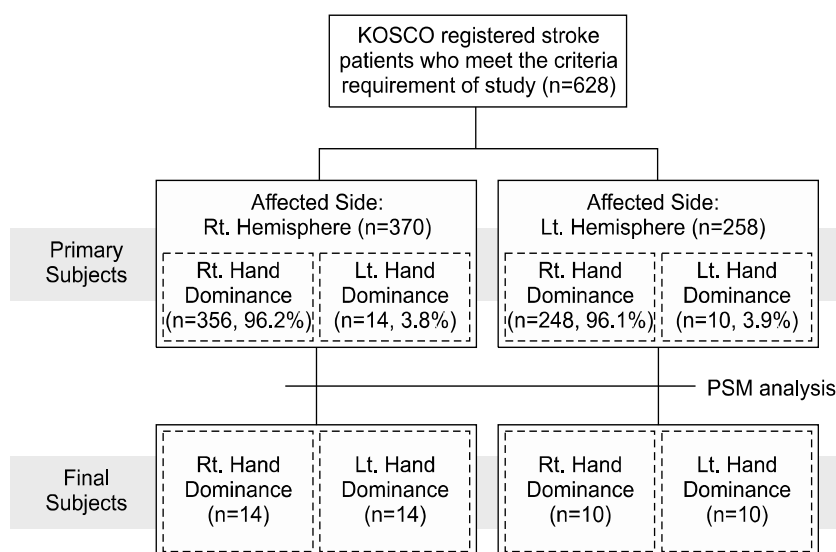 KOSCO registered stroke
patients who meet the criteria
requirement of study (n=628)
Affected Side:
Rt. Hemisphere (n=370)
Affected Side:
Lt. Hemisphere (n=258)
Primary
Subjects
Rt. Hand
Dominance
(n=356, 96.2%)
Lt. Hand
Dominance
(n=14, 3.8%)
Rt. Hand
Dominance
(n=248, 96.1%)
Lt. Hand
Dominance
(n=10, 3.9%)
PSM analysis
Final
Subjects
Rt. Hand
Dominance
(n=14)
Lt. Hand
Dominance
(n=14)
Rt. Hand
Dominance
(n=10)
Lt. Hand
Dominance
(n=10)